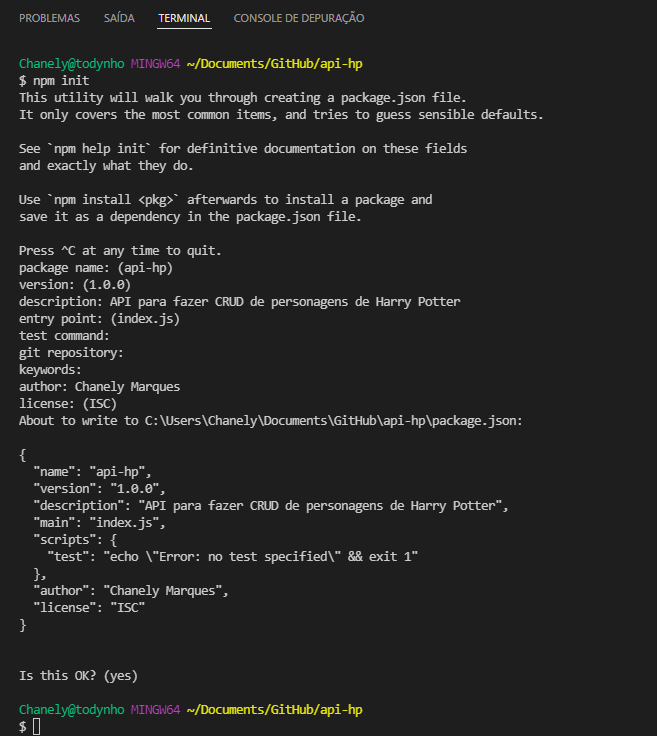 PROBLEMAS SAÍDA TERMINAL CONSOLE DE DEPURAÇÃO
Chanely@todynho MINGW64 ~/Documents/GitHub/api-hp
$ npm init
This utility will walk you through creating a package.json file.
It only covers the most common items, and tries to guess sensible defaults.
See `npm help init` for definitive documentation on these fields
and exactly what they do.
Use `npm install <pkg>` afterwards to install a package and
save it as a dependency in the package.json file.
Press ^C at any time to quit.
package name: (api-hp)
version: (1.0.0)
description: API para fazer CRUD de personagens de Harry Potter
entry point: (index.js)
test command:
git repository:
keywords:
author: Chanely Marques
license: (ISC)
About to write to C:\Users\Chanely\Documents\GitHub\api-hp\package.json:
{
  "name": "api-hp",
  "version": "1.0.0",
  "description": "API para fazer CRUD de personagens de Harry Potter",
  "main": "index.js",
  "scripts": {
    "test": "echo \"Error: no test specified\" && exit 1"
  },
  "author": "Chanely Marques",
  "license": "ISC"
}
Is this OK? (yes)
Chanely@todynho MINGW64 ~/Documents/GitHub/api-hp
$